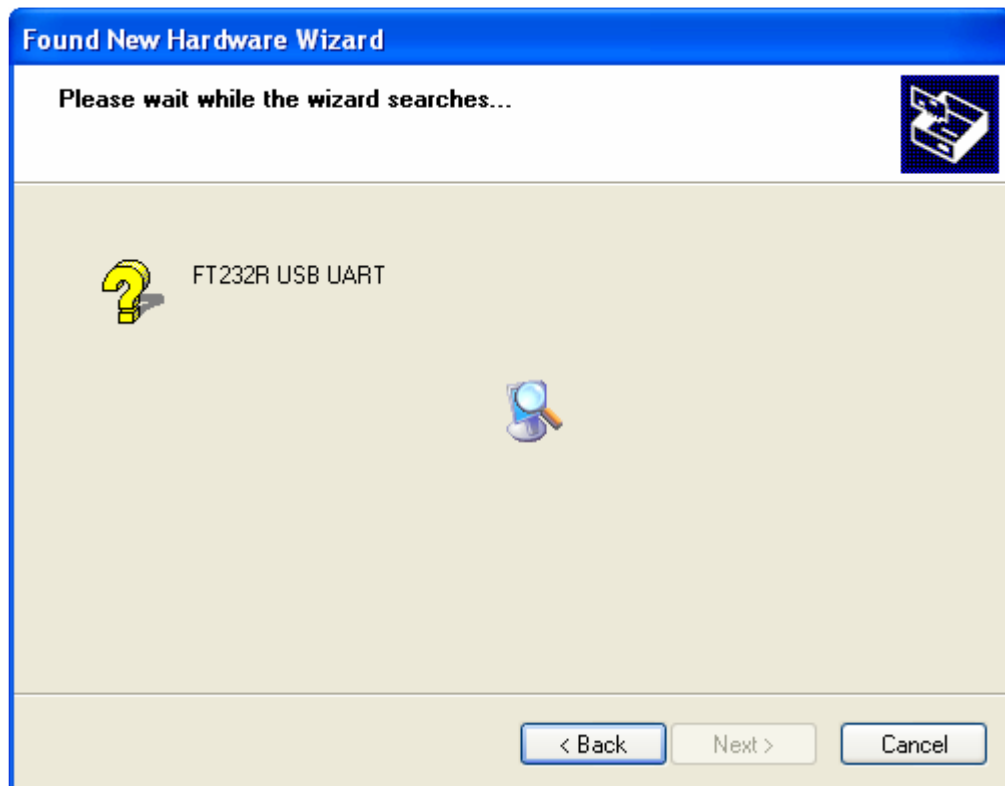 Found New Hardware Wizard
Please wait while the wizard searches...
FT232R USB UART
< Back
Next >
Cancel